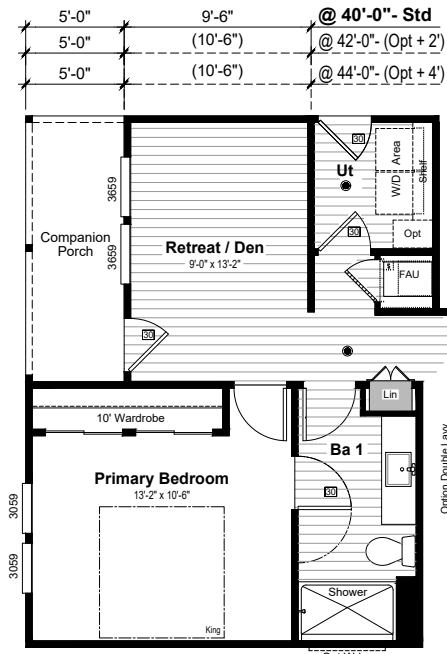 5'-0" 9'-6" @ 40'-0"- Std
5'-0" (10'-6") @ 42'-0"- (Opt + 2')
5'-0" (10'-6") @ 44'-0"- (Opt + 4')
30
Ut
W/D Area
Shelf
3659
Companion
Porch
Retreat / Den
9'-0" x 13'-2"
3659
30
Opt
FAU
30
Lin
10' Wardrobe
Ba 1
Option Double Lavy
Primary Bedroom
13'-2" x 10'-6"
30
3059
3059
Shower
King